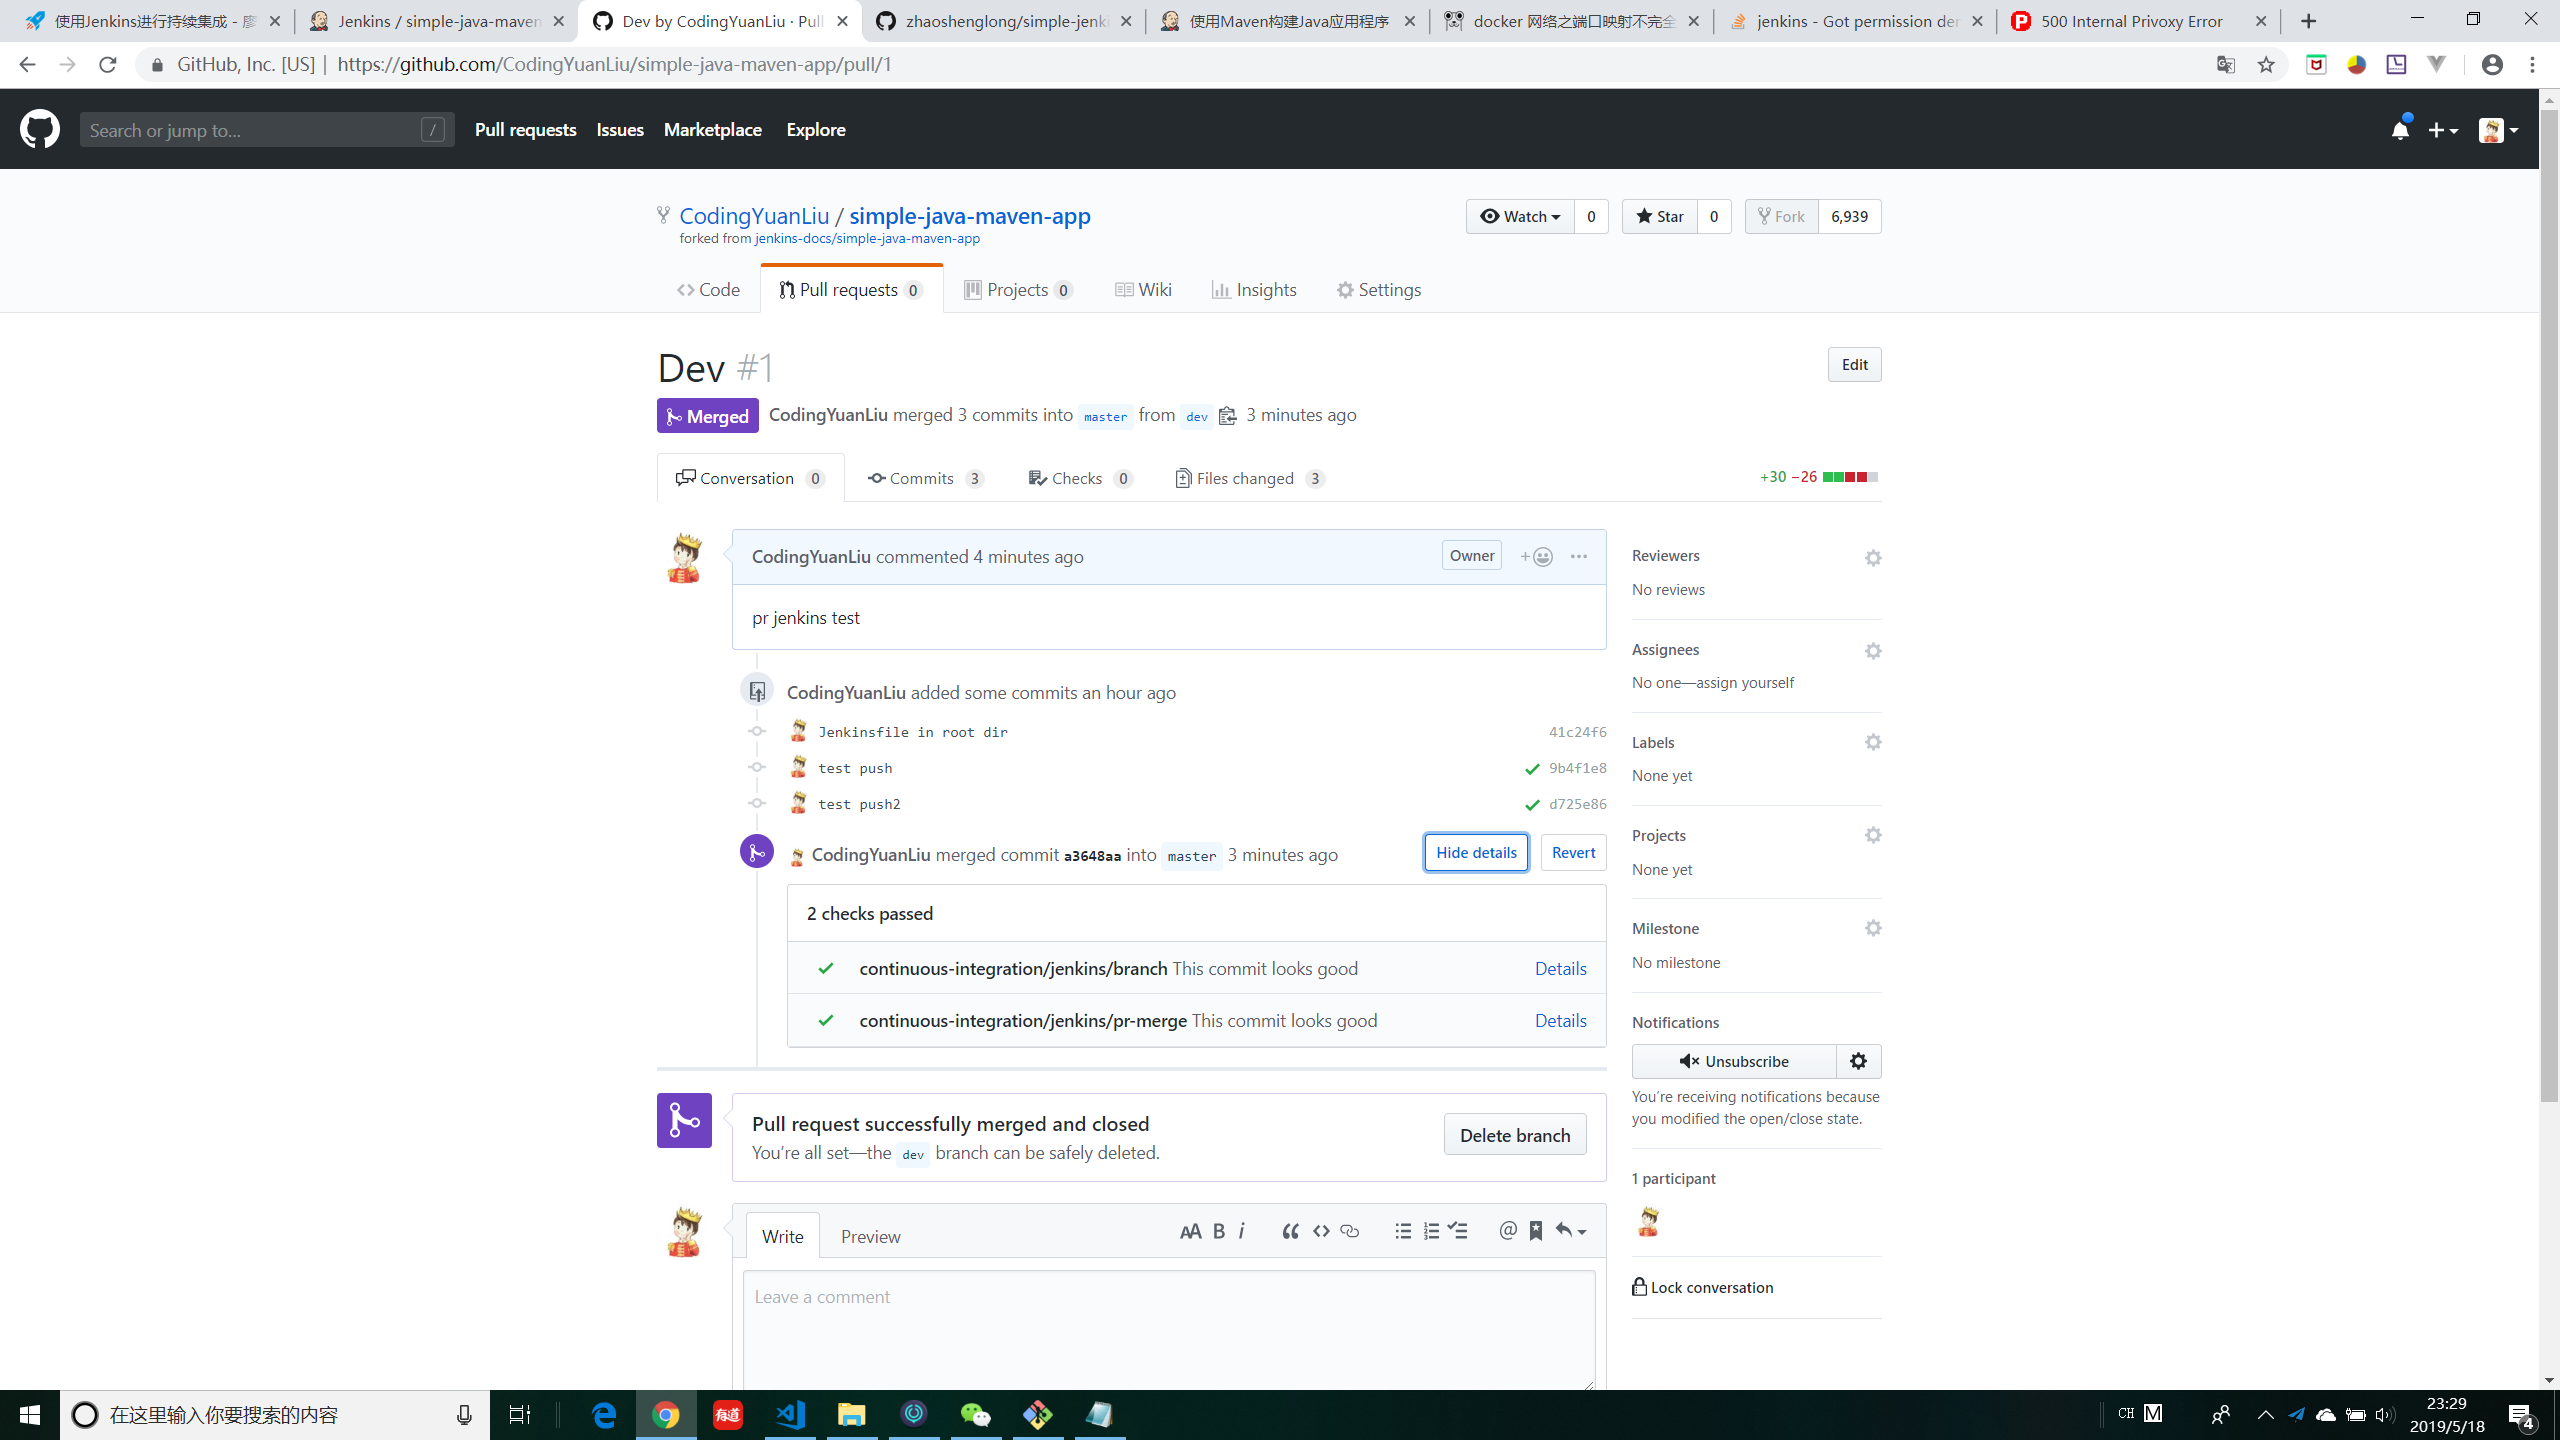 使用Jenkins进行持续集成 - 廖
Jenkins / simple-java-maven
Dev by CodingYuanLiu · Pull
zhaoshenglong/simple-jenki
使用Maven构建Java应用程序
docker 网络之端口映射不完全
jenkins - Got permission der
500 Internal Privoxy Error
GitHub, Inc. [US] | https://github.com/CodingYuanLiu/simple-java-maven-app/pull/1
Search or jump to... /
Pull requests Issues Marketplace Explore
CodingYuanLiu / simple-java-maven-app
forked from jenkins-docs/simple-java-maven-app
Watch 0 Star 0 Fork 6,939
Code Pull requests 0 Projects 0 Wiki Insights Settings
Dev #1
Edit
Merged CodingYuanLiu merged 3 commits into master from dev 3 minutes ago
Conversation 0 Commits 3 Checks 0 Files changed 3 +30 −26
CodingYuanLiu commented 4 minutes ago Owner
pr jenkins test
CodingYuanLiu added some commits an hour ago
Jenkinsfile in root dir 41c24f6
test push 9b4f1e8
test push2 d725e86
CodingYuanLiu merged commit a3648aa into master 3 minutes ago Hide details Revert
2 checks passed
continuous-integration/jenkins/branch This commit looks good Details
continuous-integration/jenkins/pr-merge This commit looks good Details
Pull request successfully merged and closed
You're all set—the dev branch can be safely deleted.
Delete branch
Write Preview
AA B i
@
Leave a comment
Reviewers
No reviews
Assignees
No one—assign yourself
Labels
None yet
Projects
None yet
Milestone
No milestone
Notifications
Unsubscribe
You're receiving notifications because
you modified the open/close state.
1 participant
Lock conversation
在这里输入你要搜索的内容
有道
CH M
23:29
2019/5/18
4